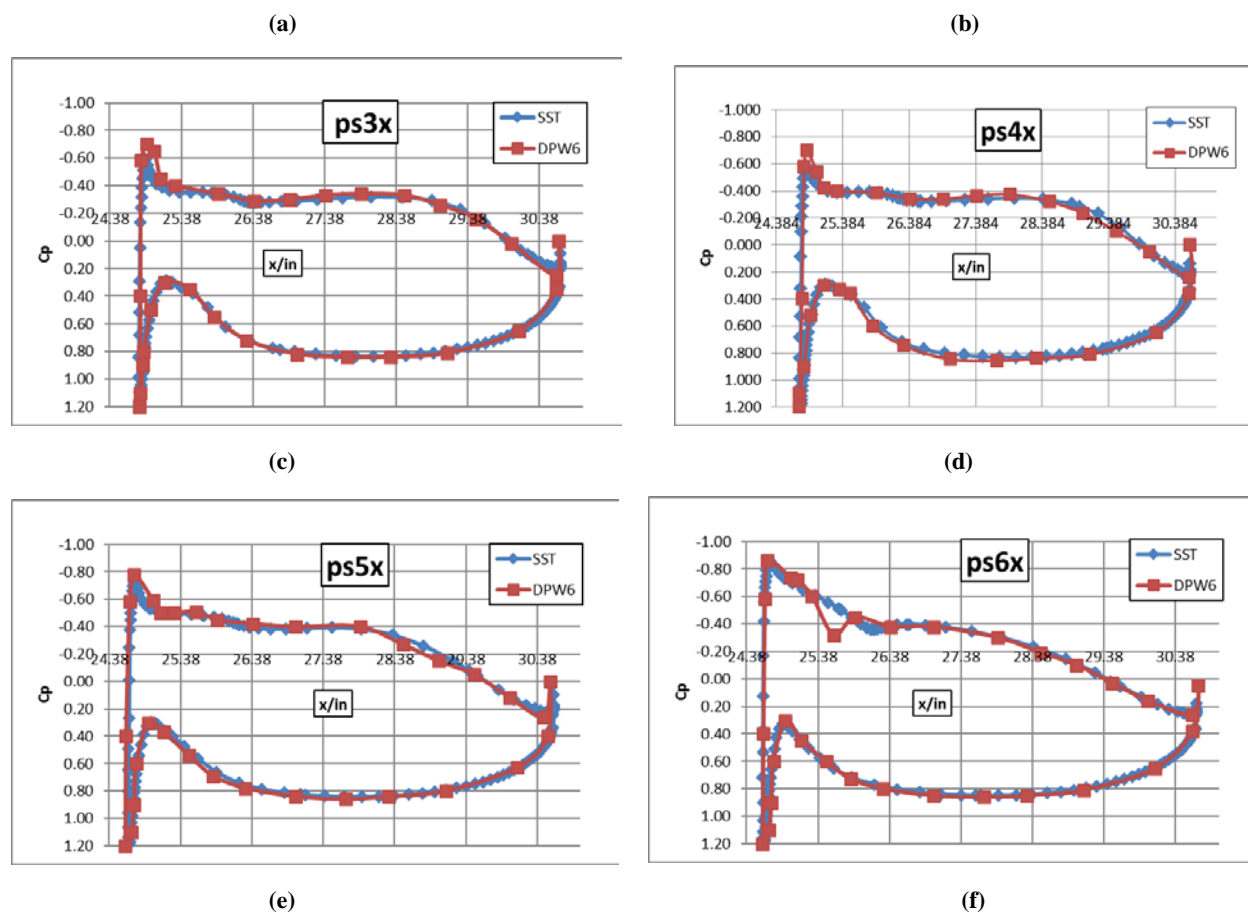 (a) (b)
ps3x
SST
DPW6
-1.00
-0.80
-0.60
-0.40
-0.20
0.00
0.20
0.40
0.60
0.80
1.00
1.20
Cp
24.38 25.38 26.38 27.38 28.38 29.38 30.38
x/in
ps4x
SST
DPW6
-1.000
-0.800
-0.600
-0.400
-0.200
0.000
0.200
0.400
0.600
0.800
1.000
1.200
Cp
24.384 25.384 26.384 27.384 28.384 29.384 30.384
x/in
(c) (d)
ps5x
SST
DPW6
-1.00
-0.80
-0.60
-0.40
-0.20
0.00
0.20
0.40
0.60
0.80
1.00
1.20
Cp
24.38 25.38 26.38 27.38 28.38 29.38 30.38
x/in
ps6x
SST
DPW6
-1.00
-0.80
-0.60
-0.40
-0.20
0.00
0.20
0.40
0.60
0.80
1.00
1.20
Cp
24.38 25.38 26.38 27.38 28.38 29.38 30.38
x/in
(e) (f)